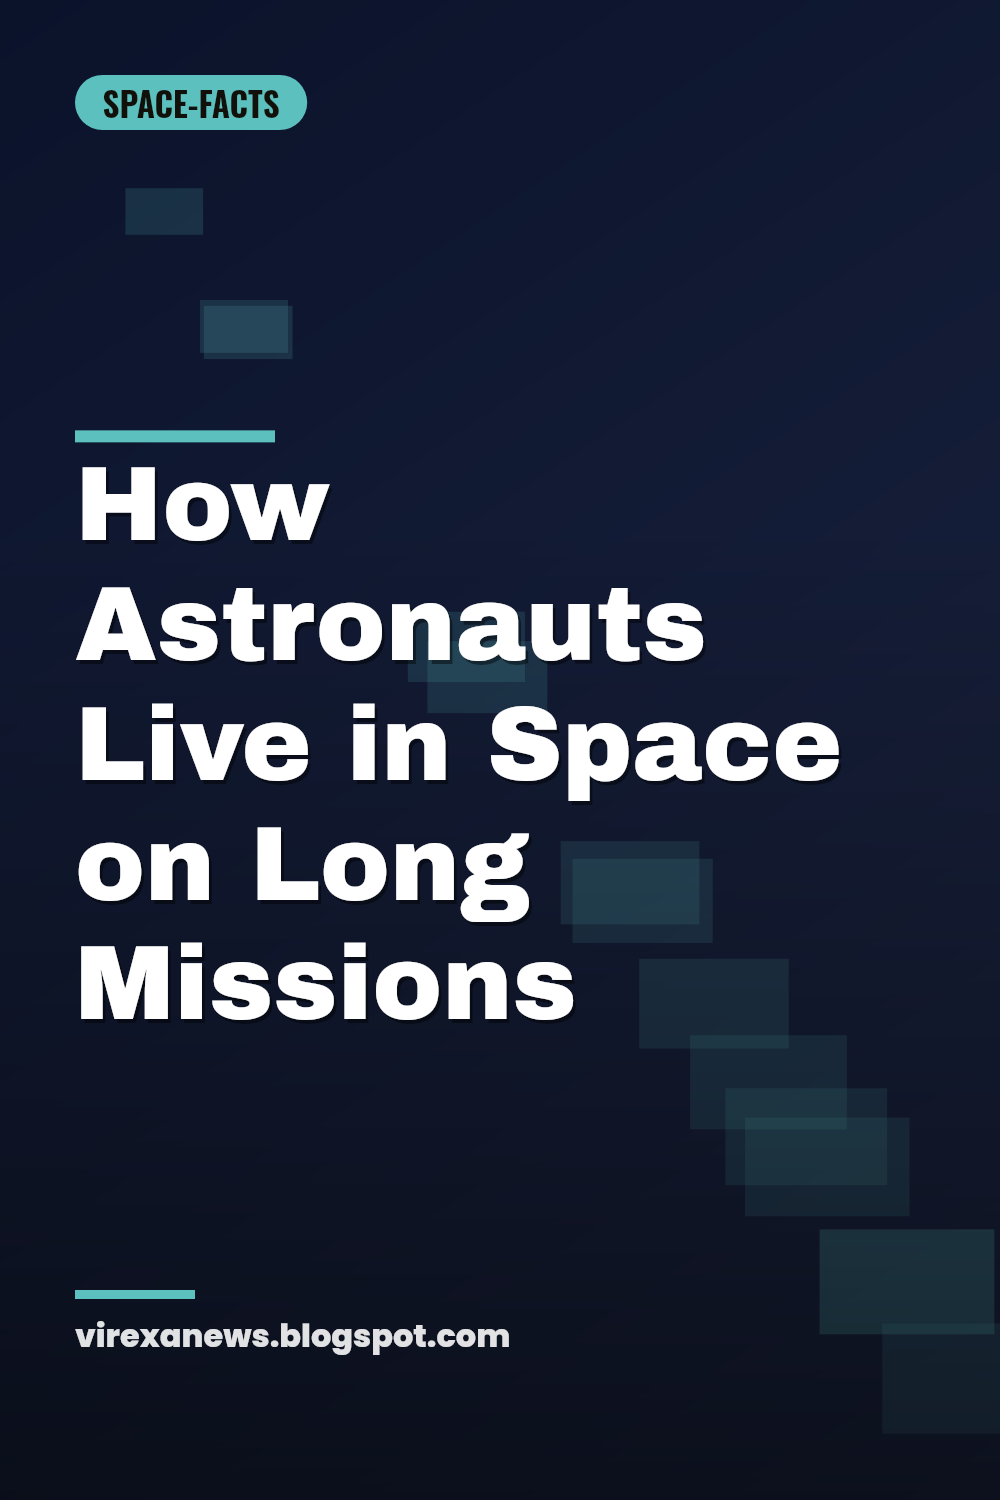 SPACE-FACTS
How
Astronauts
Live in Space
on Long
Missions
virexanews.blogspot.com